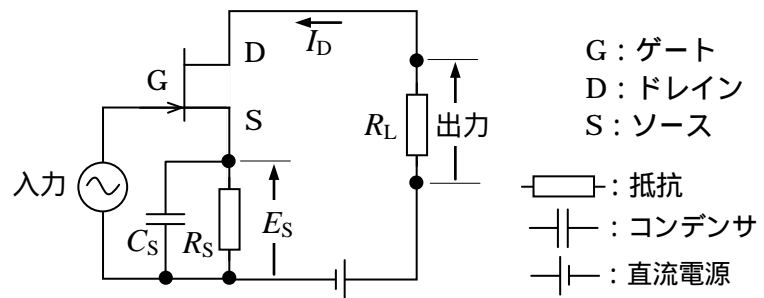 D
I_D
G
S
R_L
出力
入力
C_S
R_S
E_S
G：ゲート
D：ドレイン
S：ソース
：抵抗
：コンデンサ
：直流電源